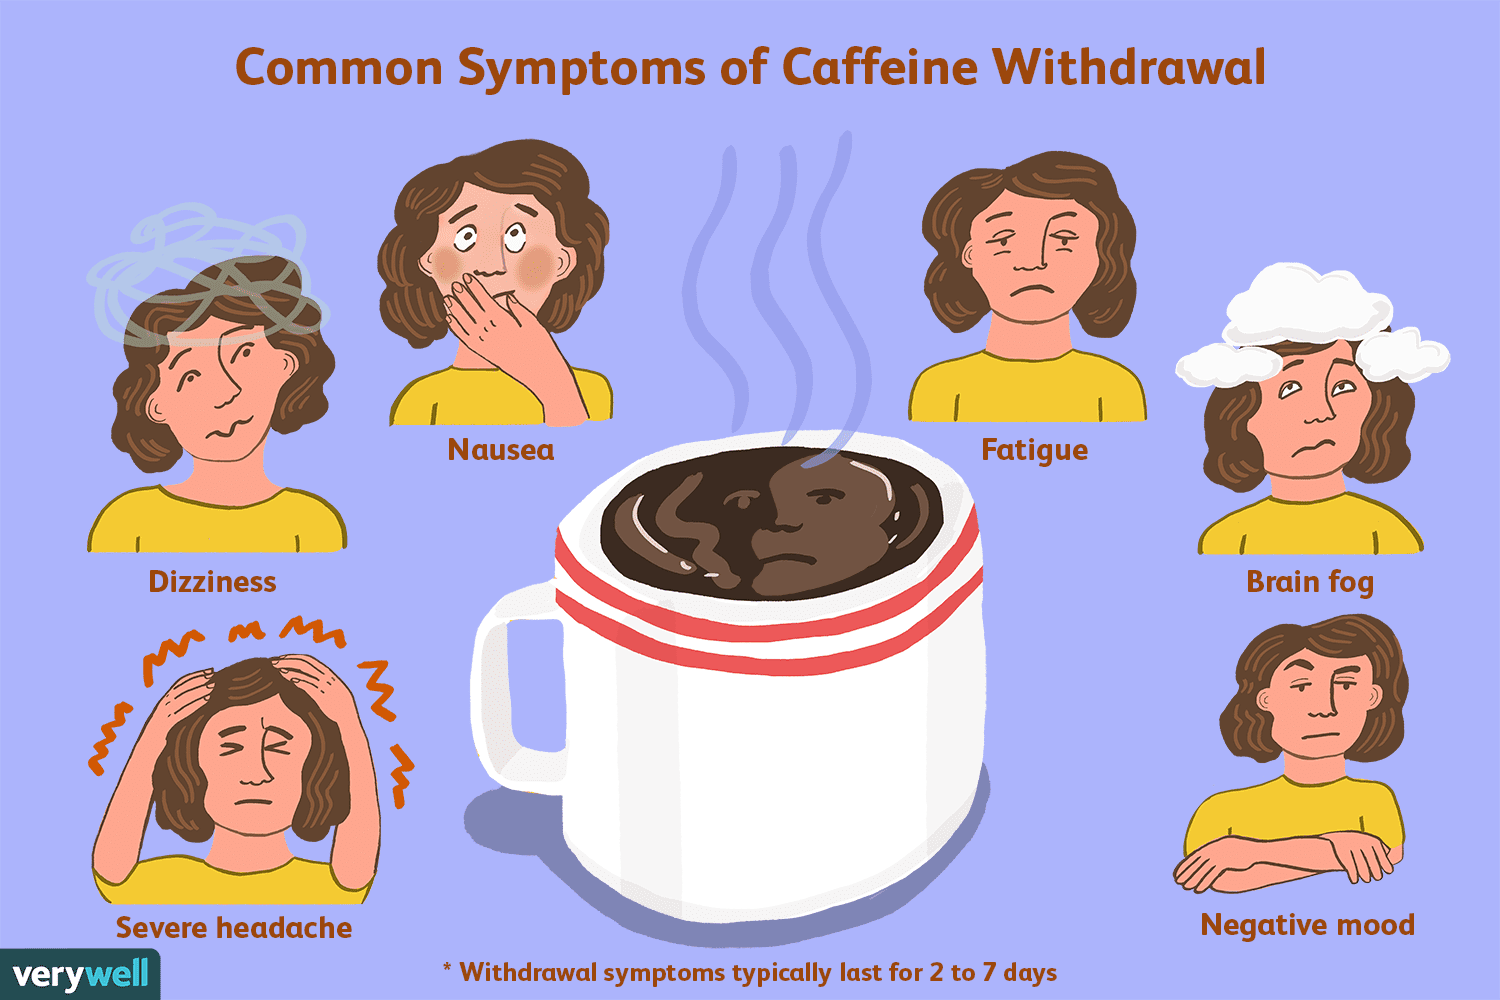 Common Symptoms of Caffeine Withdrawal
Nausea
Fatigue
Dizziness
Brain fog
Severe headache
Negative mood
* Withdrawal symptoms typically last for 2 to 7 days
verywell